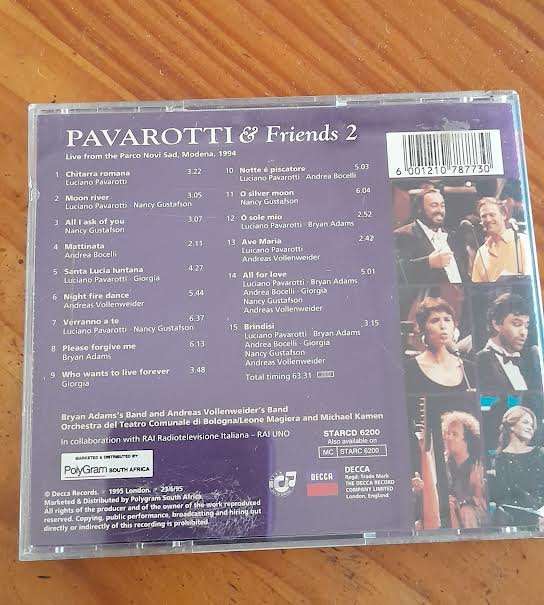 PAVAROTTI & Friends 2
Live from the Parco Novi Sad, Modena, 1994
1 Chitarra romana 3.22
Luciano Pavarotti
2 Moon river 3.05
Luciano Pavarotti · Nancy Gustafson
3 All I ask of you 3.07
Nancy Gustafson
4 Mattinata 2.11
Andrea Bocelli
5 Santa Lucia luntana 4.27
Luciano Pavarotti · Giorgia
6 Night fire dance 5.44
Andreas Vollenweider
7 Verranno a te 6.37
Luciano Pavarotti · Nancy Gustafson
8 Please forgive me 6.13
Bryan Adams
9 Who wants to live forever 3.48
Giorgia
10 Notte é piscatore 5.03
Luciano Pavarotti · Andrea Bocelli
11 O silver moon 6.04
Nancy Gustafson
12 O sole mio 2.52
Luciano Pavarotti · Bryan Adams
13 Ave Maria 2.42
Luciano Pavarotti
Andreas Vollenweider
14 All for love 5.01
Luciano Pavarotti · Bryan Adams
Andrea Bocelli · Giorgia
Nancy Gustafson
Andreas Vollenweider
15 Brindisi 3.15
Luciano Pavarotti · Bryan Adams
Andrea Bocelli · Giorgia
Nancy Gustafson
Andreas Vollenweider
Total timing 63.31
6 001210 787730
Bryan Adams's Band and Andreas Vollenweider's Band
Orchestra del Teatro Comunale di Bologna/Leone Magiera and Michael Kamen
In collaboration with RAI Radiotelevisione Italiana – RAI UNO
STARCD 6200
Also available on
MC STARC 6200
MARKETED & DISTRIBUTED BY
PolyGram SOUTH AFRICA
DECCA
DECCA
Regd. Trade Mark
THE DECCA RECORD
COMPANY LIMITED
London, England
© Decca Records. · 1995 London. · 23/6/95
Marketed & Distributed by Polygram South Africa.
All rights of the producer and of the owner of the work reproduced
reserved. Copying, public performance, broadcasting and hiring out
directly or indirectly of this recording is prohibited.